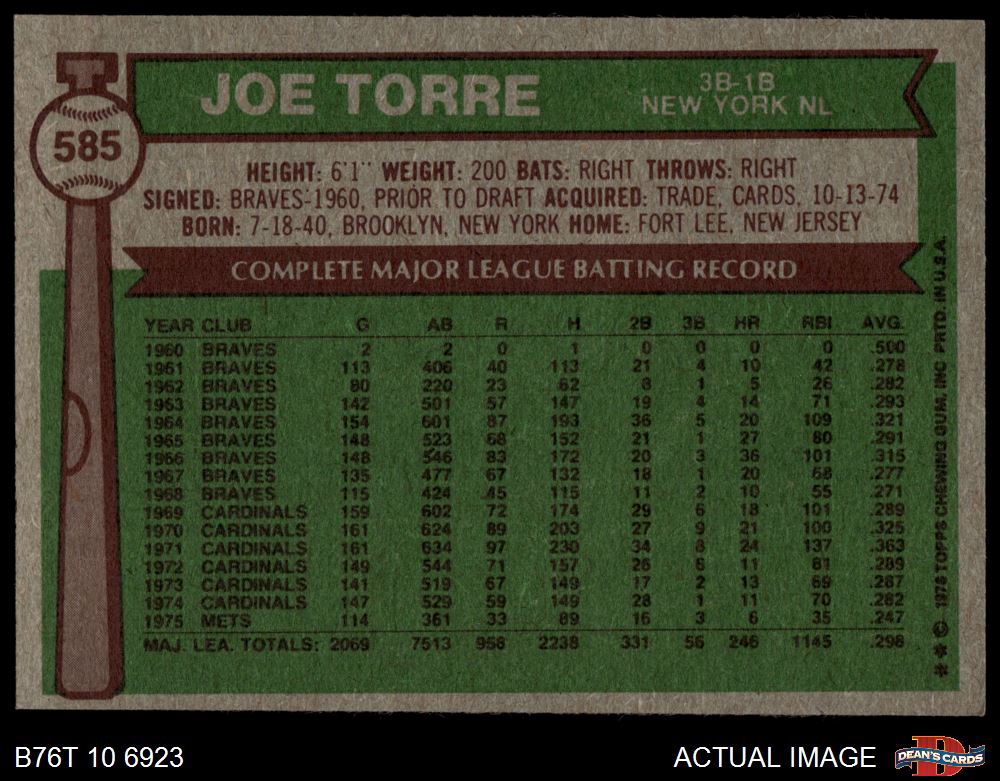 T
585
JOE TORRE
3B-1B
NEW YORK NL
HEIGHT: 6'1" WEIGHT: 200 BATS: RIGHT THROWS: RIGHT
SIGNED: BRAVES-1960, PRIOR TO DRAFT ACQUIRED: TRADE, CARDS, 10-13-74
BORN: 7-18-40, BROOKLYN, NEW YORK HOME: FORT LEE, NEW JERSEY
COMPLETE MAJOR LEAGUE BATTING RECORD
YEAR CLUB G AB R H 2B 3B HR RBI AVG.
1960 BRAVES 2 2 0 1 0 0 0 0 .500
1961 BRAVES 113 406 40 113 21 4 10 42 .278
1962 BRAVES 80 220 23 62 8 1 5 26 .282
1963 BRAVES 142 501 57 147 19 4 14 71 .293
1964 BRAVES 154 601 87 193 36 5 20 109 .321
1965 BRAVES 148 523 68 152 21 1 27 80 .291
1966 BRAVES 148 546 83 172 20 3 36 101 .315
1967 BRAVES 135 477 67 132 18 1 20 68 .277
1968 BRAVES 115 424 45 115 11 2 10 55 .271
1969 CARDINALS 159 602 72 174 29 6 18 101 .289
1970 CARDINALS 161 624 89 203 27 9 21 100 .325
1971 CARDINALS 161 634 97 230 34 8 24 137 .363
1972 CARDINALS 149 544 71 157 26 6 11 81 .289
1973 CARDINALS 141 519 67 149 17 2 13 69 .287
1974 CARDINALS 147 529 59 149 28 1 11 70 .282
1975 METS 114 361 33 89 16 3 6 35 .247
MAJ. LEA. TOTALS: 2069 7513 958 2238 331 56 246 1145 .298
* * © 1976 TOPPS CHEWING GUM, INC PRTD. IN U.S.A.
B76T 10 6923
ACTUAL IMAGE
D
DEAN'S CARDS